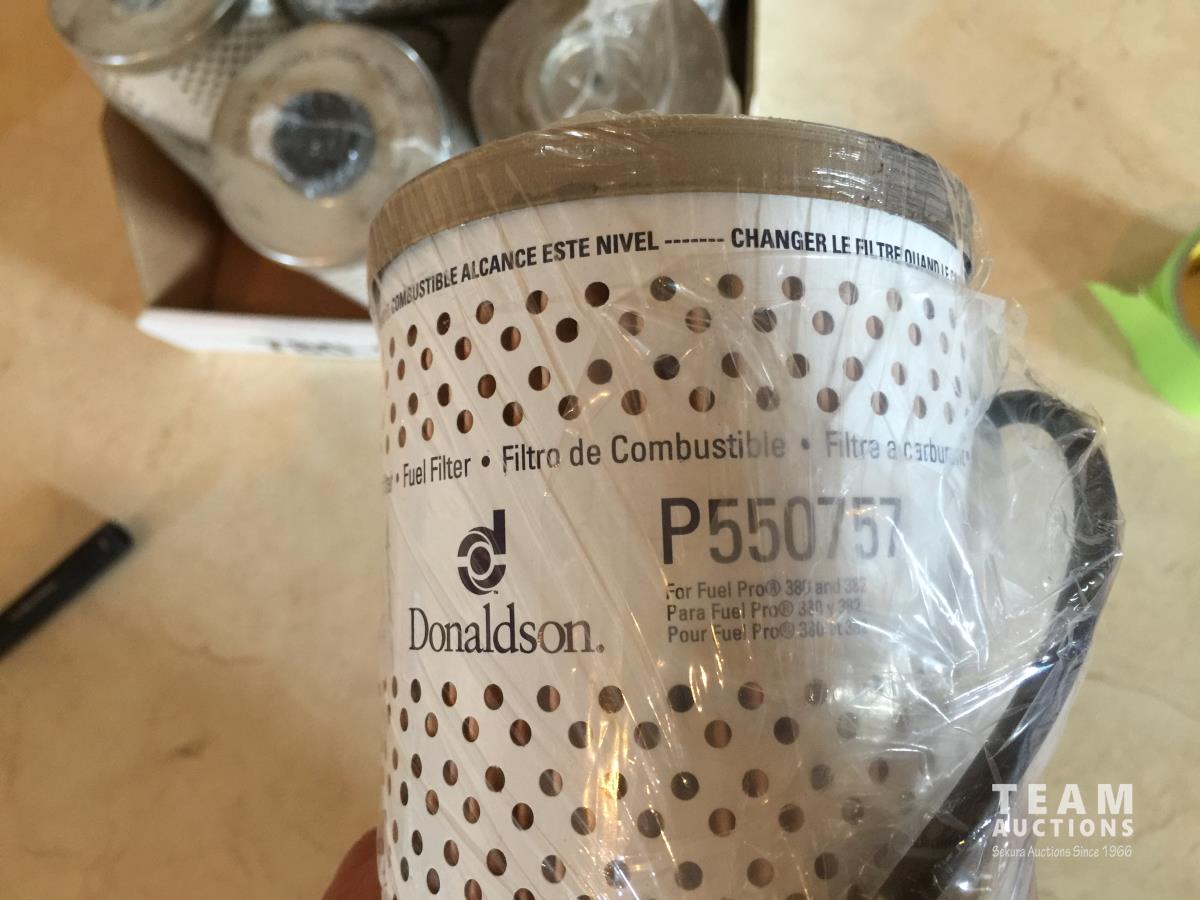 COMBUSTIBLE ALCANCE ESTE NIVEL ------- CHANGER LE FILTRE QUAND LE
• Fuel Filter • Filtro de Combustible • Filtre a
P550757
For Fuel Pro® 380 and 382
Para Fuel Pro® 380 y 382
Pour Fuel Pro® 380 et
Donaldson.
TEAM
AUCTIONS
Sekura Auctions Since 1966